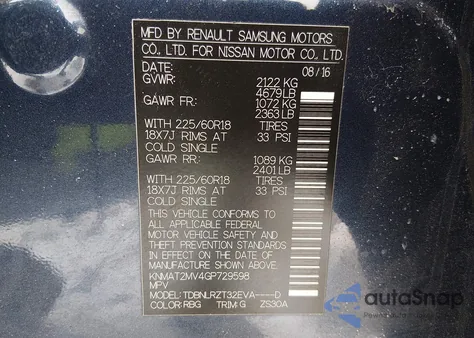 MFD BY RENAULT SAMSUNG MOTORS
CO., LTD. FOR NISSAN MOTOR CO., LTD.
DATE: 08/16
GVWR: 2122 KG
4679LB
GAWR FR: 1072 KG
2363 LB
WITH 225/60R18 TIRES
18X7J RIMS AT 33 PSI
COLD SINGLE
GAWR RR: 1089 KG
2401LB
WITH 225/60R18 TIRES
18X7J RIMS AT 33 PSI
COLD SINGLE
THIS VEHICLE CONFORMS TO
ALL APPLICABLE FEDERAL
MOTOR VEHICLE SAFETY AND
THEFT PREVENTION STANDARDS
IN EFFECT ON THE DATE OF
MANUFACTURE SHOWN ABOVE.
KNMAT2MV4GP729598
MPV
MODEL: TDBNLRZT32EVA----D
COLOR: RBG TRIM: G ZS30A
autoSnap
POWERED BY CARFAST